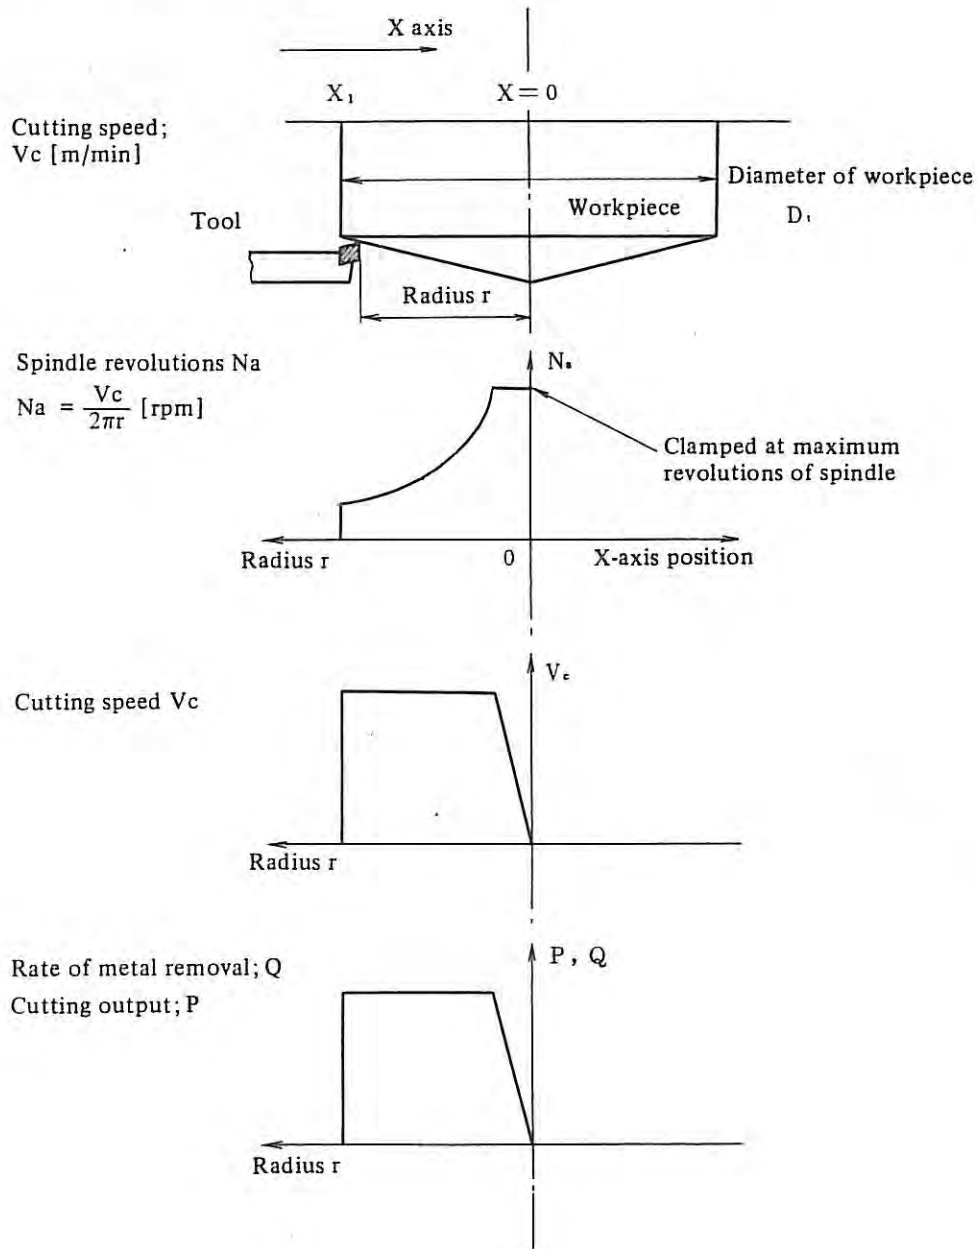 X axis
X₁
X = 0
Cutting speed;
Vc [m/min]
Diameter of workpiece
D₁
Workpiece
Tool
Radius r
Spindle revolutions Na
Na = Vc / 2πr [rpm]
Nₐ
Clamped at maximum
revolutions of spindle
Radius r
0
X-axis position
V꜀
Cutting speed Vc
Radius r
P, Q
Rate of metal removal; Q
Cutting output; P
Radius r